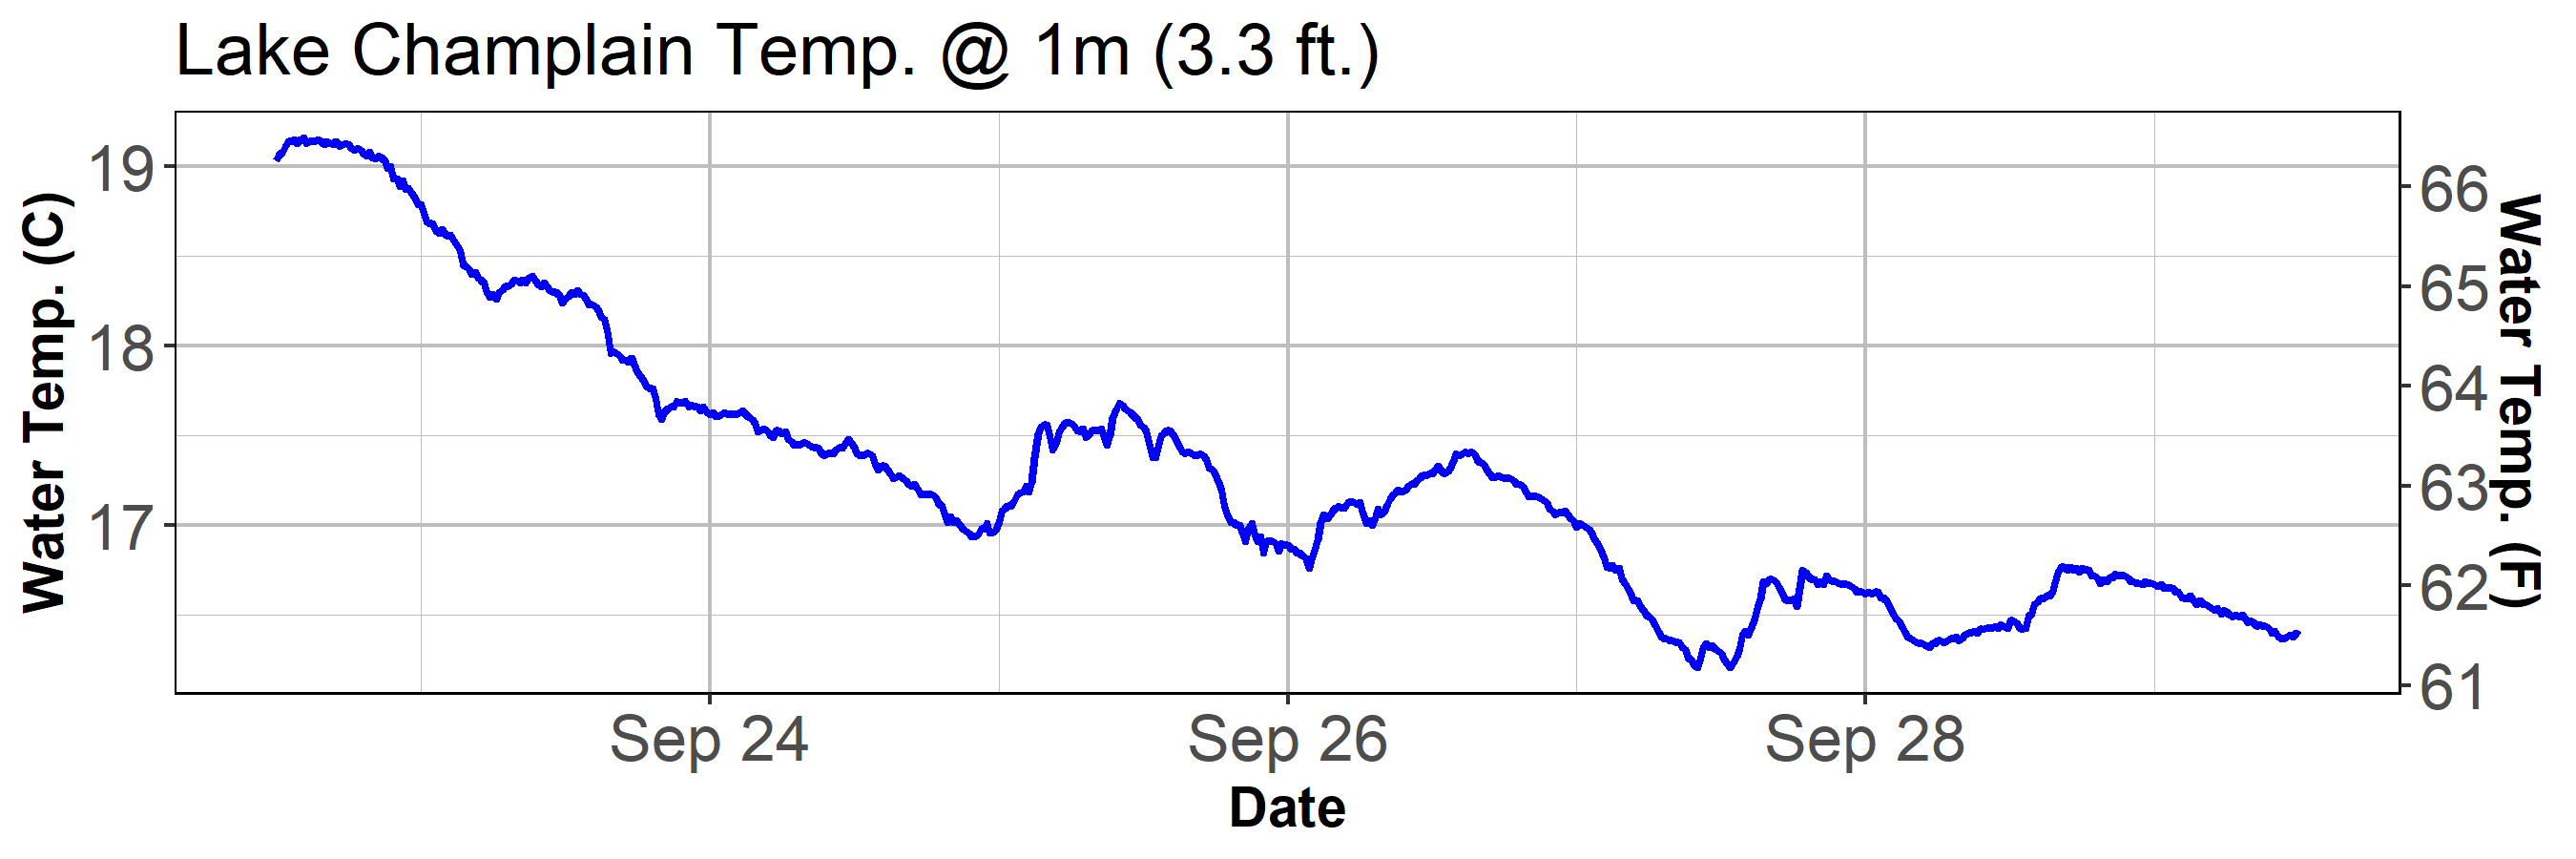 Lake Champlain Temp. @ 1m (3.3 ft.)
Water Temp. (C)
19
18
17
66
65
64
63
62
61
Water Temp. (F)
Sep 24
Sep 26
Sep 28
Date